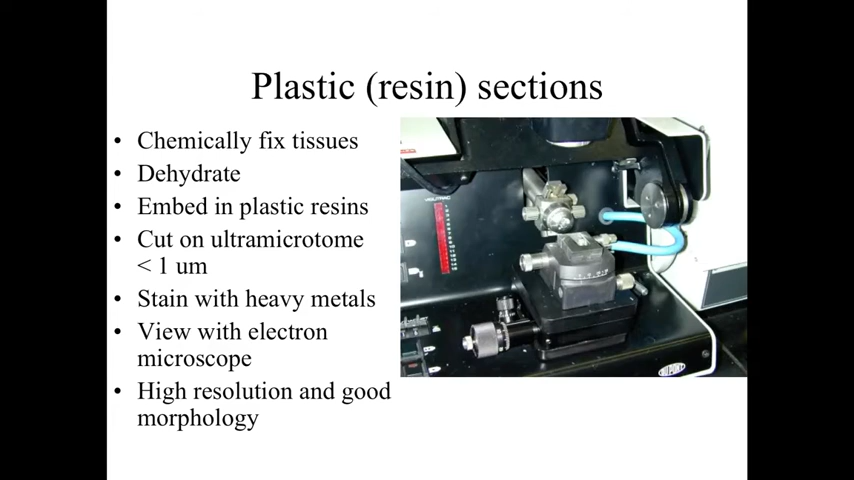 Plastic (resin) sections
• Chemically fix tissues
• Dehydrate
• Embed in plastic resins
• Cut on ultramicrotome
< 1 um
• Stain with heavy metals
• View with electron
microscope
• High resolution and good
morphology
DUPONT